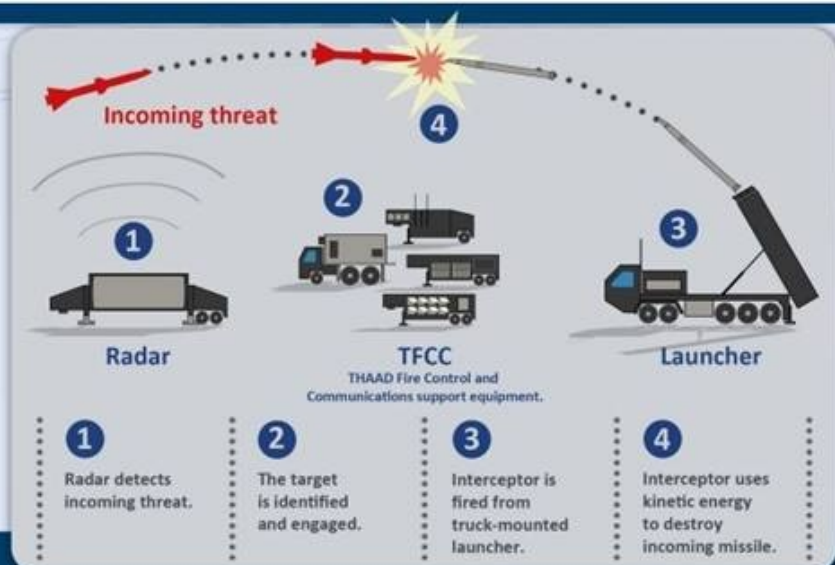 Incoming threat
4
2
1
3
Radar
TFCC
Launcher
THAAD Fire Control and
Communications support equipment.
1
Radar detects
incoming threat.
2
The target
is identified
and engaged.
3
Interceptor is
fired from
truck-mounted
launcher.
4
Interceptor uses
kinetic energy
to destroy
incoming missile.